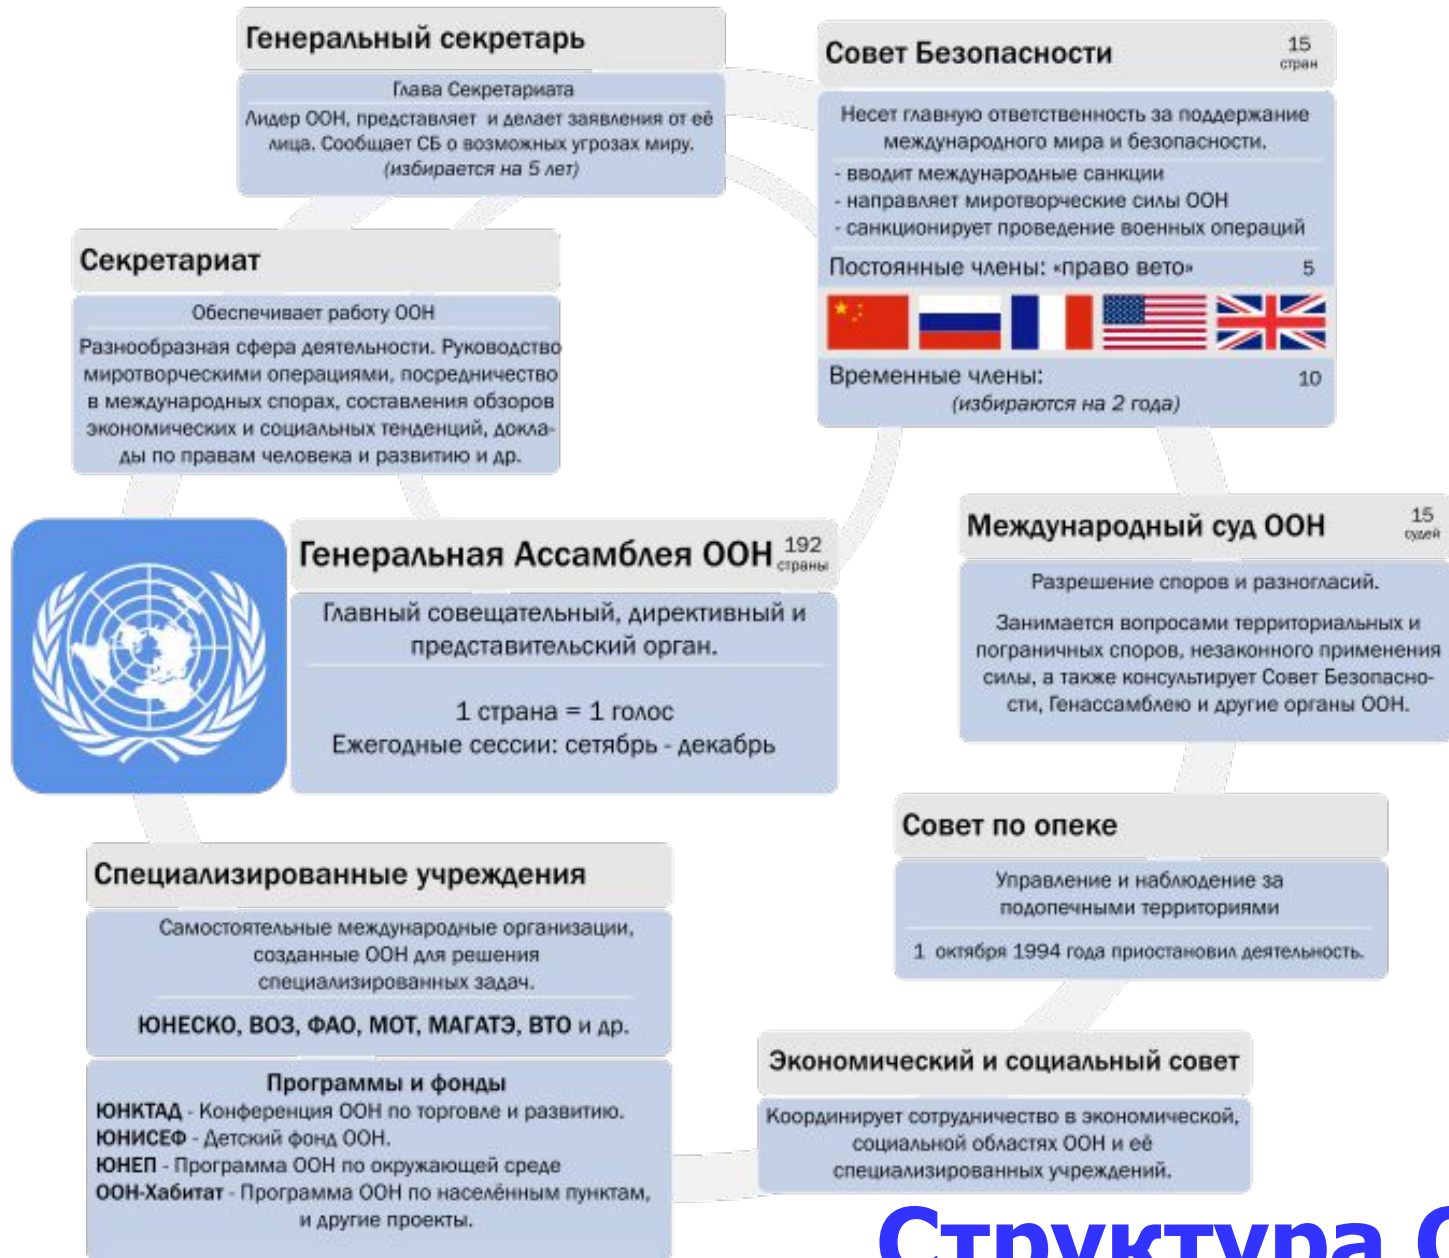 Генеральный секретарь
Глава Секретариата
Лидер ООН, представляет и делает заявления от её
лица. Сообщает СБ о возможных угрозах миру.
(избирается на 5 лет)
Совет Безопасности
15
стран
Несет главную ответственность за поддержание
международного мира и безопасности.
- вводит международные санкции
- направляет миротворческие силы ООН
- санкционирует проведение военных операций
Постоянные члены: «право вето» 5
Временные члены: 10
(избираются на 2 года)
Секретариат
Обеспечивает работу ООН
Разнообразная сфера деятельности. Руководство
миротворческими операциями, посредничество
в международных спорах, составления обзоров
экономических и социальных тенденций, докла-
ды по правам человека и развитию и др.
Генеральная Ассамблея ООН
192
страны
Главный совещательный, директивный и
представительский орган.
1 страна = 1 голос
Ежегодные сессии: сетябрь - декабрь
Международный суд ООН
15
судей
Разрешение споров и разногласий.
Занимается вопросами территориальных и
пограничных споров, незаконного применения
силы, а также консультирует Совет Безопасно-
сти, Генассамблею и другие органы ООН.
Совет по опеке
Управление и наблюдение за
подопечными территориями
1 октября 1994 года приостановил деятельность.
Специализированные учреждения
Самостоятельные международные организации,
созданные ООН для решения
специализированных задач.
ЮНЕСКО, ВОЗ, ФАО, МОТ, МАГАТЭ, ВТО и др.
Программы и фонды
ЮНКТАД - Конференция ООН по торговле и развитию.
ЮНИСЕФ - Детский фонд ООН.
ЮНЕП - Программа ООН по окружающей среде
ООН-Хабитат - Программа ООН по населённым пунктам,
и другие проекты.
Экономический и социальный совет
Координирует сотрудничество в экономической,
социальной областях ООН и её
специализированных учреждений.
Структура